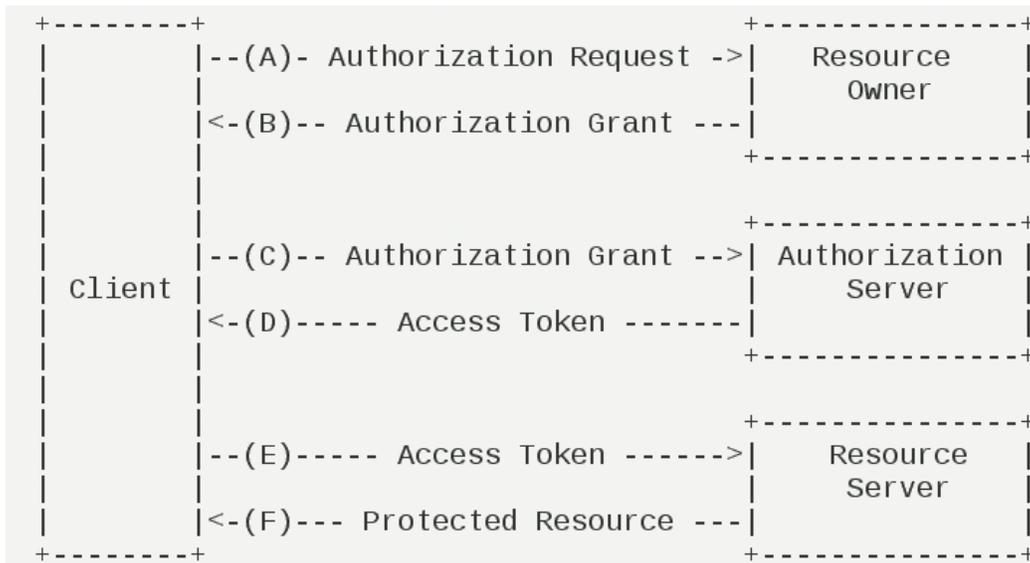 +--------+                               +---------------+
|        |--(A)- Authorization Request ->|   Resource    |
|        |                               |     Owner     |
|        |<-(B)-- Authorization Grant ---|               |
|        |                               +---------------+
|        |
|        |                               +---------------+
|        |--(C)-- Authorization Grant -->| Authorization |
| Client |                               |     Server    |
|        |<-(D)----- Access Token -------|               |
|        |                               +---------------+
|        |
|        |                               +---------------+
|        |--(E)----- Access Token ------>|    Resource   |
|        |                               |     Server    |
|        |<-(F)--- Protected Resource ---|               |
+--------+                               +---------------+